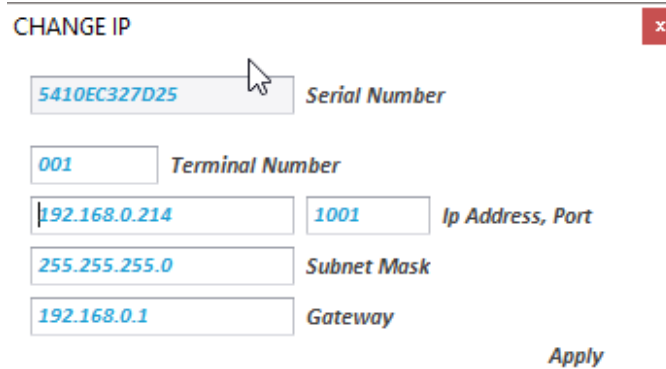 CHANGE IP
x
5410EC327D25 Serial Number
001 Terminal Number
192.168.0.214 1001 Ip Address, Port
255.255.255.0 Subnet Mask
192.168.0.1 Gateway
Apply